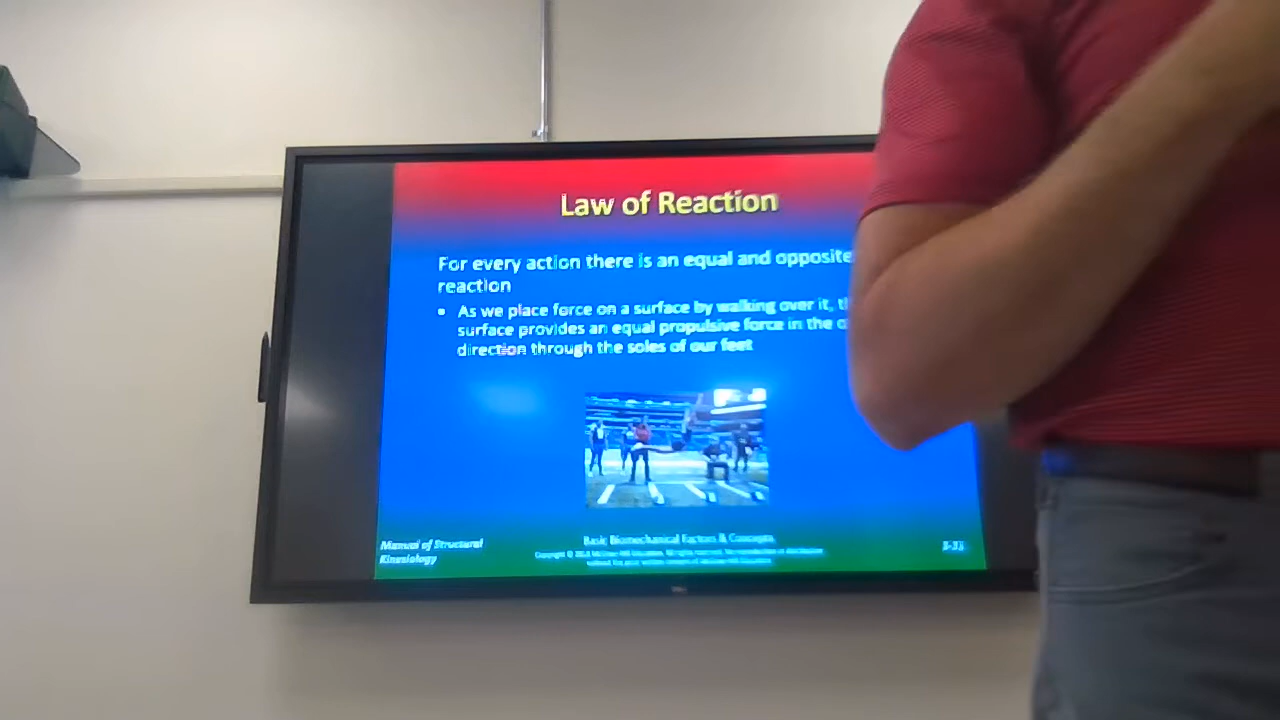 Law of Reaction
For every action there is an equal and opposite
reaction
• As we place force on a surface by walking over it,
surface provides an equal propulsive force in the
direction through the soles of our feet
Manual of Structural
Kinesiology
Basic Biomechanical Factors & Concepts